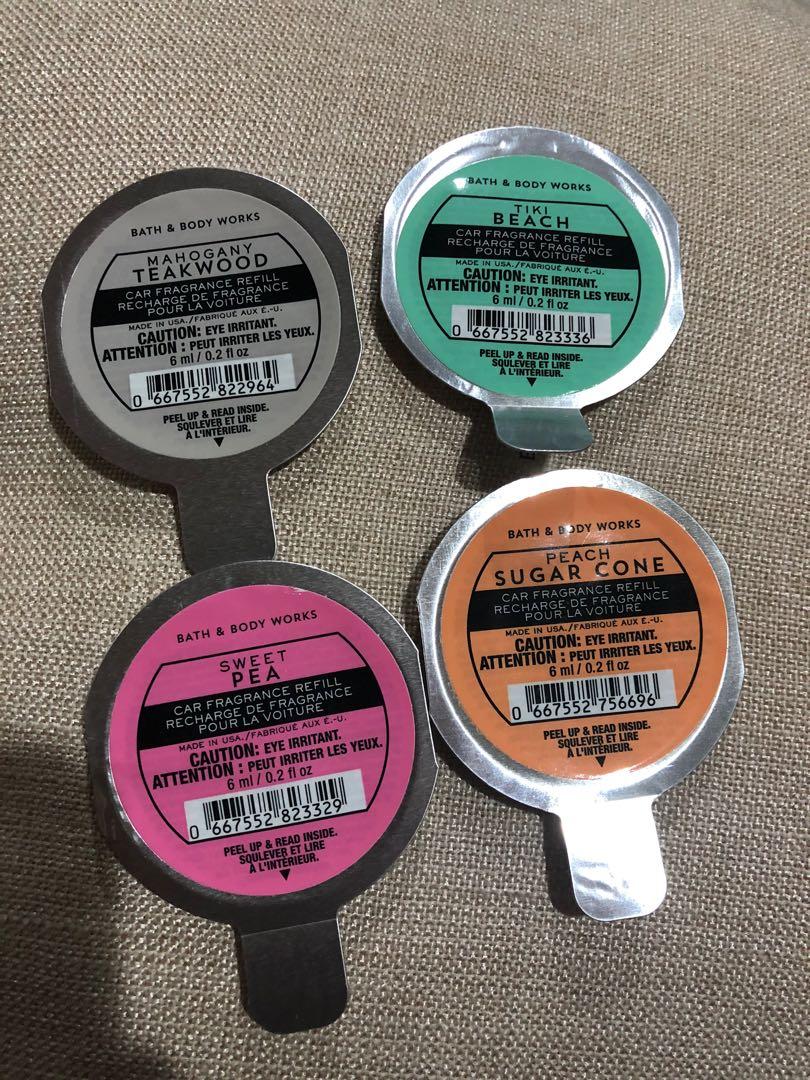 BATH & BODY WORKS
MAHOGANY
TEAKWOOD
CAR FRAGRANCE REFILL
RECHARGE DE FRAGRANCE
POUR LA VOITURE
MADE IN USA./FABRIQUÉ AUX É.-U.
CAUTION: EYE IRRITANT.
ATTENTION : PEUT IRRITER LES YEUX.
6 ml / 0.2 fl oz
0 667552 822964
PEEL UP & READ INSIDE.
SQULEVER ET LIRE
À L'INTÉRIEUR.
BATH & BODY WORKS
TIKI
BEACH
CAR FRAGRANCE REFILL
RECHARGE DE FRAGRANCE
POUR LA VOITURE
MADE IN USA./FABRIQUÉ AUX É.-U.
CAUTION: EYE IRRITANT.
ATTENTION : PEUT IRRITER LES YEUX.
6 ml / 0.2 fl oz
0 667552 823336
PEEL UP & READ INSIDE.
SQULEVER ET LIRE
À L'INTÉRIEUR.
BATH & BODY WORKS
SWEET
PEA
CAR FRAGRANCE REFILL
RECHARGE DE FRAGRANCE
POUR LA VOITURE
MADE IN USA./FABRIQUÉ AUX É.-U.
CAUTION: EYE IRRITANT.
ATTENTION : PEUT IRRITER LES YEUX.
6 ml / 0.2 fl oz
0 667552 823329
PEEL UP & READ INSIDE.
SQULEVER ET LIRE
À L'INTÉRIEUR.
BATH & BODY WORKS
PEACH
SUGAR CONE
CAR FRAGRANCE REFILL
RECHARGE DE FRAGRANCE
POUR LA VOITURE
MADE IN USA./FABRIQUÉ AUX É.-U.
CAUTION: EYE IRRITANT.
ATTENTION : PEUT IRRITER LES YEUX.
6 ml / 0.2 fl oz
0 667552 756696
PEEL UP & READ INSIDE.
SQULEVER ET LIRE
À L'INTÉRIEUR.